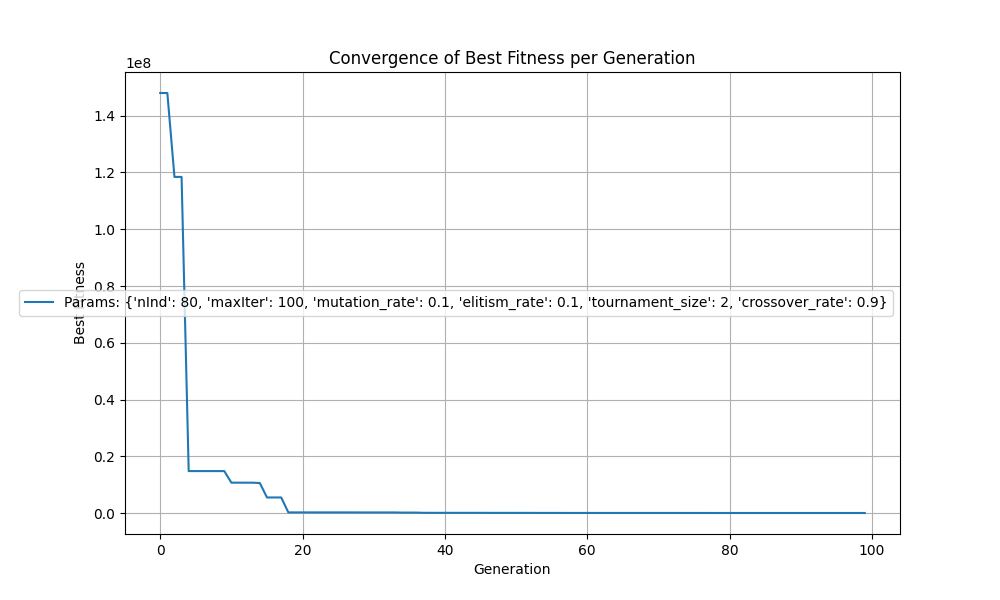 Convergence of Best Fitness per Generation
1e8
1.4
1.2
1.0
0.8
Params: {'nInd': 80, 'maxIter': 100, 'mutation_rate': 0.1, 'elitism_rate': 0.1, 'tournament_size': 2, 'crossover_rate': 0.9}
0.6
0.4
0.2
0.0
0 20 40 60 80 100
Generation